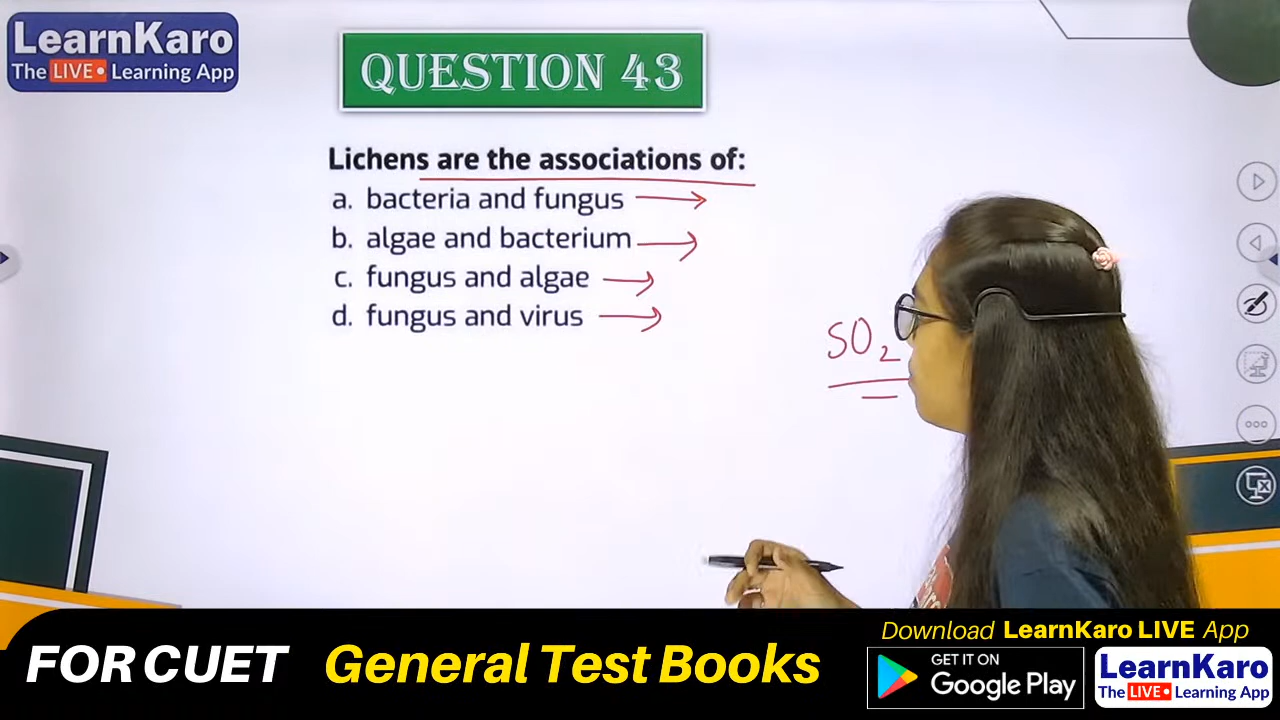 LearnKaro
The LIVE Learning App
QUESTION 43
Lichens are the associations of:
a. bacteria and fungus
b. algae and bacterium
c. fungus and algae
d. fungus and virus
SO₂
FOR CUET General Test Books
Download LearnKaro LIVE App
GET IT ON
Google Play
LearnKaro
The LIVE Learning App